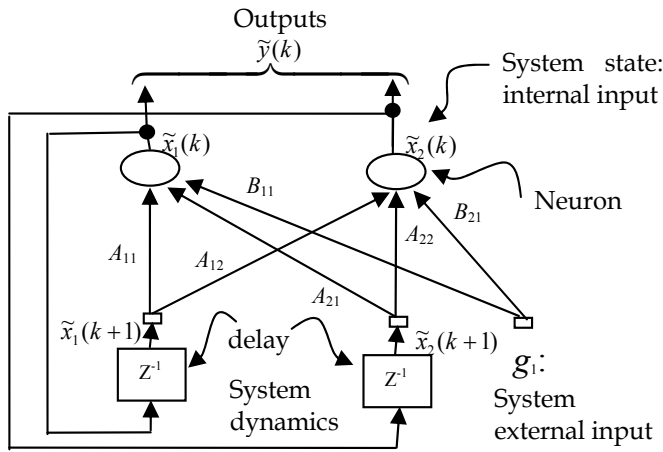 Outputs
ỹ(k)
System state:
internal input
x̃₁(k)
x̃₂(k)
B₁₁
Neuron
B₂₁
A₁₁
A₁₂
A₂₂
A₂₁
x̃₁(k+1)
delay
x̃₂(k+1)
g₁:
Z⁻¹
Z⁻¹
System
dynamics
System
external input